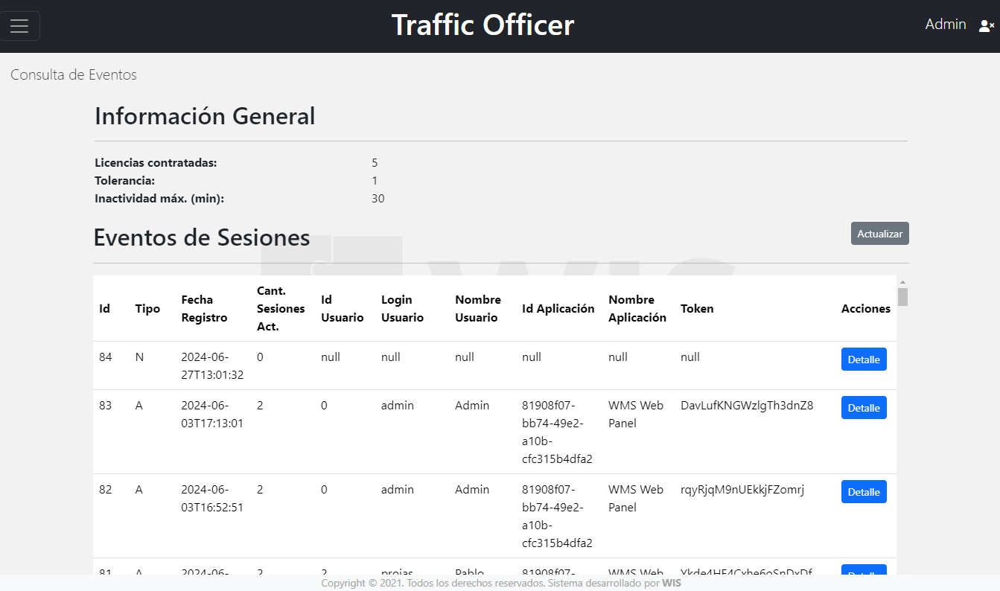 Traffic Officer
Admin
Consulta de Eventos
Información General
Licencias contratadas: 5
Tolerancia: 1
Inactividad máx. (min): 30
Eventos de Sesiones
Actualizar
Id Tipo Fecha Registro Cant. Sesiones Act. Id Usuario Login Usuario Nombre Usuario Id Aplicación Nombre Aplicación Token Acciones
84 N 2024-06-27T13:01:32 0 null null null null null null Detalle
83 A 2024-06-03T17:13:01 2 0 admin Admin 81908f07-bb74-49e2-a10b-cfc315b4dfa2 WMS Web Panel DavLufKNGWzlgTh3dnZ8 Detalle
82 A 2024-06-03T16:52:51 2 0 admin Admin 81908f07-bb74-49e2-a10b-cfc315b4dfa2 WMS Web Panel rqyRjqM9nUEkkjFZomrj Detalle
81 A 2024-06- 2 2 projas Pablo 81908f07- WMS Web
Copyright © 2021. Todos los derechos reservados. Sistema desarrollado por WIS